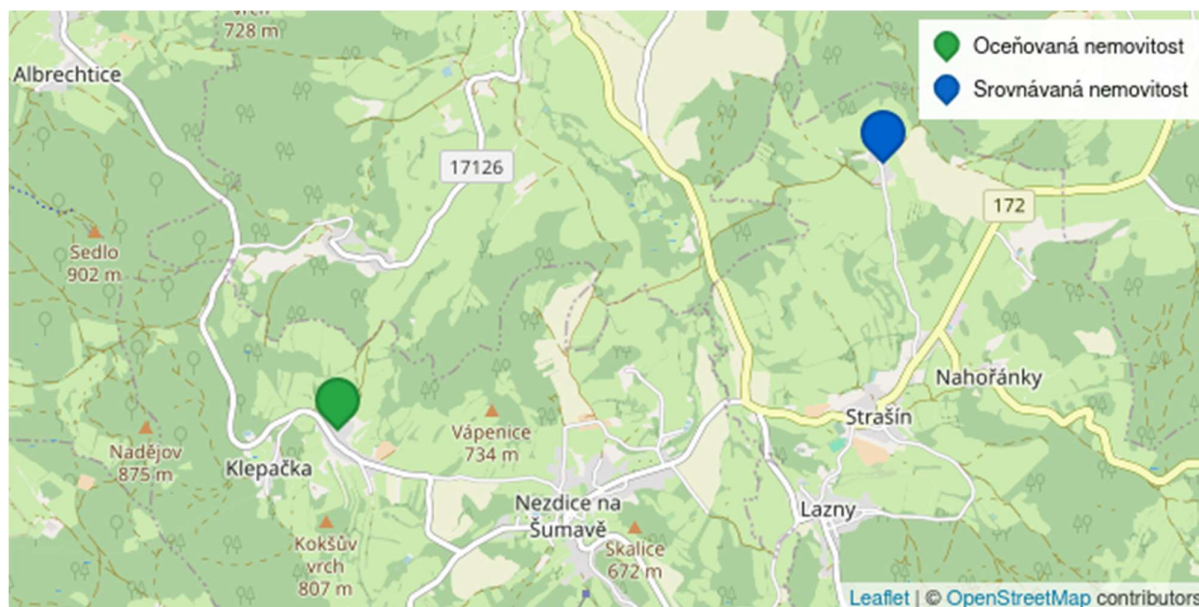 vrch
728 m
Albrechtice
Oceňovaná nemovitost
Srovnávaná nemovitost
17126
172
Sedlo
902 m
Nahořánky
Strašín
Vápenice
734 m
Nadějov
875 m
Klepačka
Nezdice na
Šumavě
Lazny
Kokšův
vrch
807 m
Skalice
672 m
Leaflet | © OpenStreetMap contributors